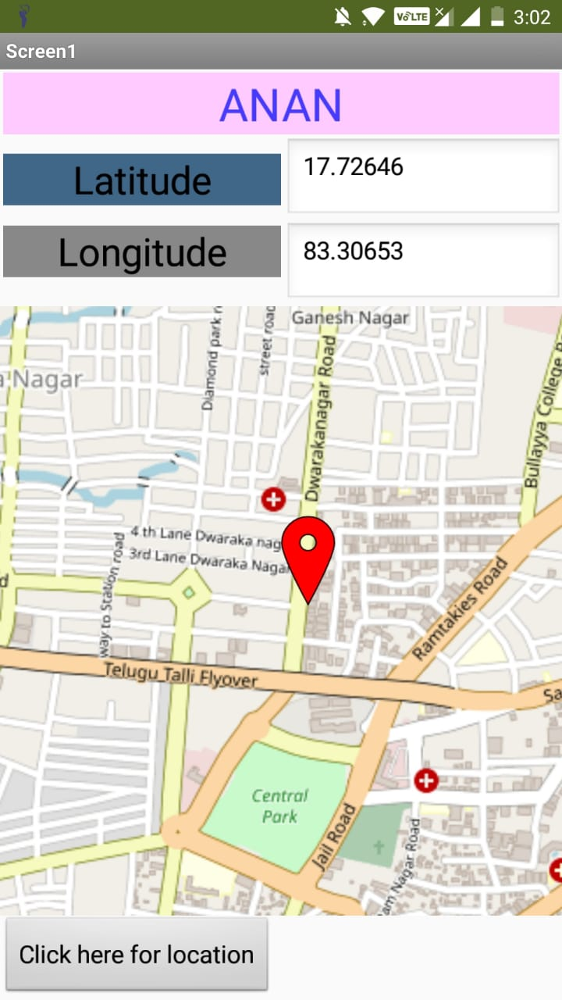 VoLTE 3:02
Screen1
ANAN
Latitude
17.72646
Longitude
83.30653
Ganesh Nagar
Diamond park r
street road
a Nagar
Dwarakanagar Road
Bullayya College R
4 th Lane Dwaraka nag
3rd Lane Dwaraka Nagar
way to Station road
d
Ramtakies Road
Telugu Talli Flyover
Sa
Central
Park
Jail Road
am Nagar Road
Click here for location